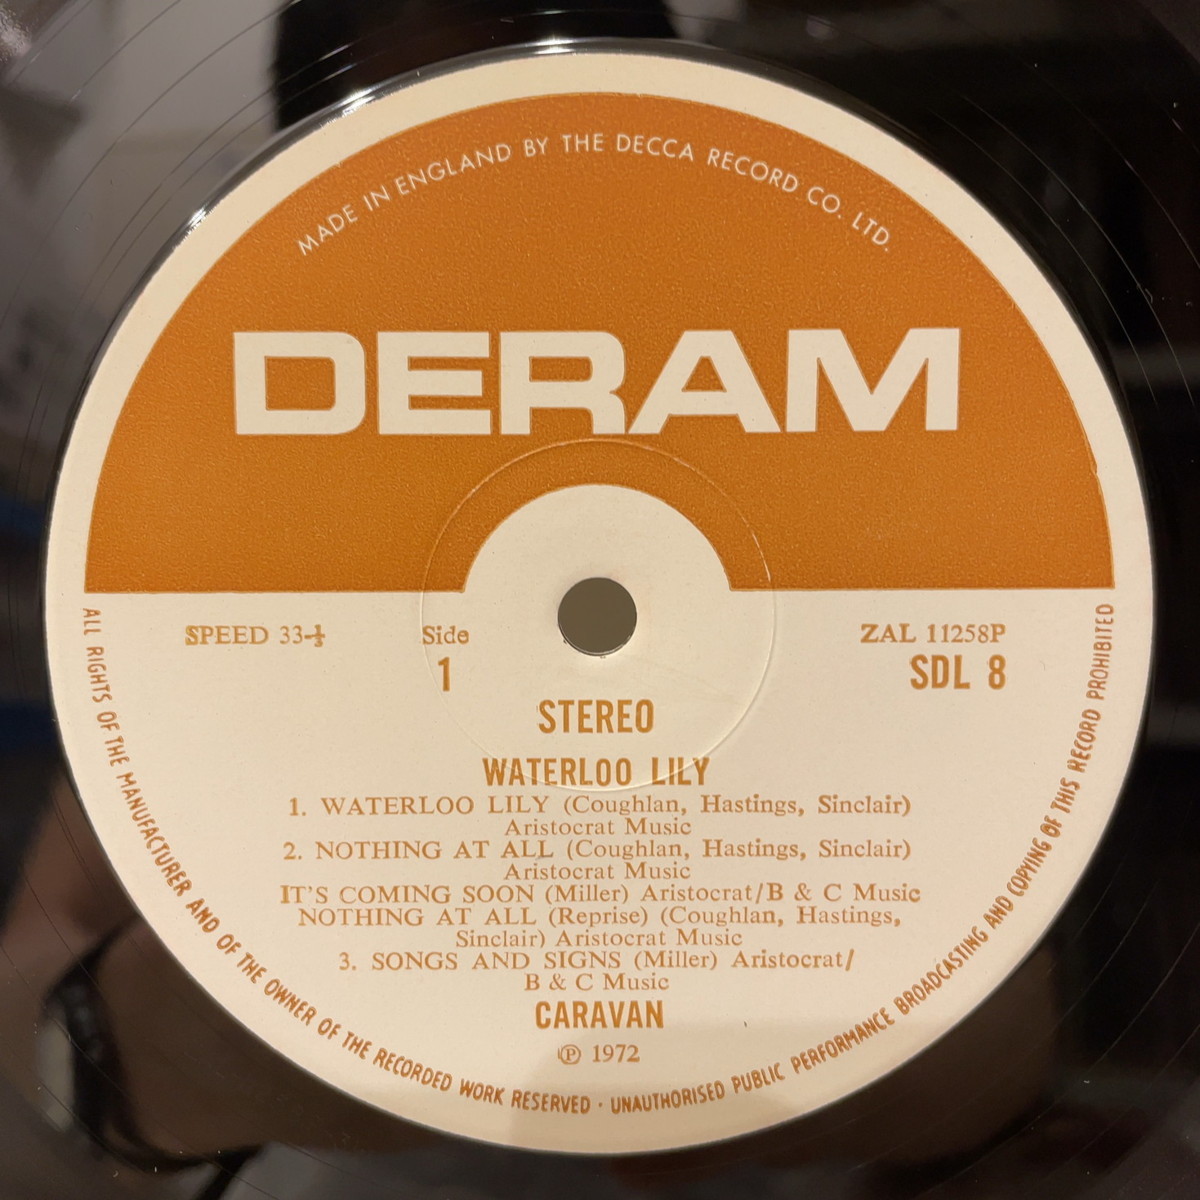 MADE IN ENGLAND BY THE DECCA RECORD CO. LTD.
DERAM
SPEED 33-⅓
Side
1
ZAL 11258P
SDL 8
STEREO
WATERLOO LILY
1. WATERLOO LILY (Coughlan, Hastings, Sinclair)
Aristocrat Music
2. NOTHING AT ALL (Coughlan, Hastings, Sinclair)
Aristocrat Music
IT'S COMING SOON (Miller) Aristocrat/B & C Music
NOTHING AT ALL (Reprise) (Coughlan, Hastings,
Sinclair) Aristocrat Music
3. SONGS AND SIGNS (Miller) Aristocrat/
B & C Music
CARAVAN
℗ 1972
ALL RIGHTS OF THE MANUFACTURER AND OF THE OWNER OF THE RECORDED WORK RESERVED · UNAUTHORISED PUBLIC PERFORMANCE BROADCASTING AND COPYING OF THIS RECORD PROHIBITED